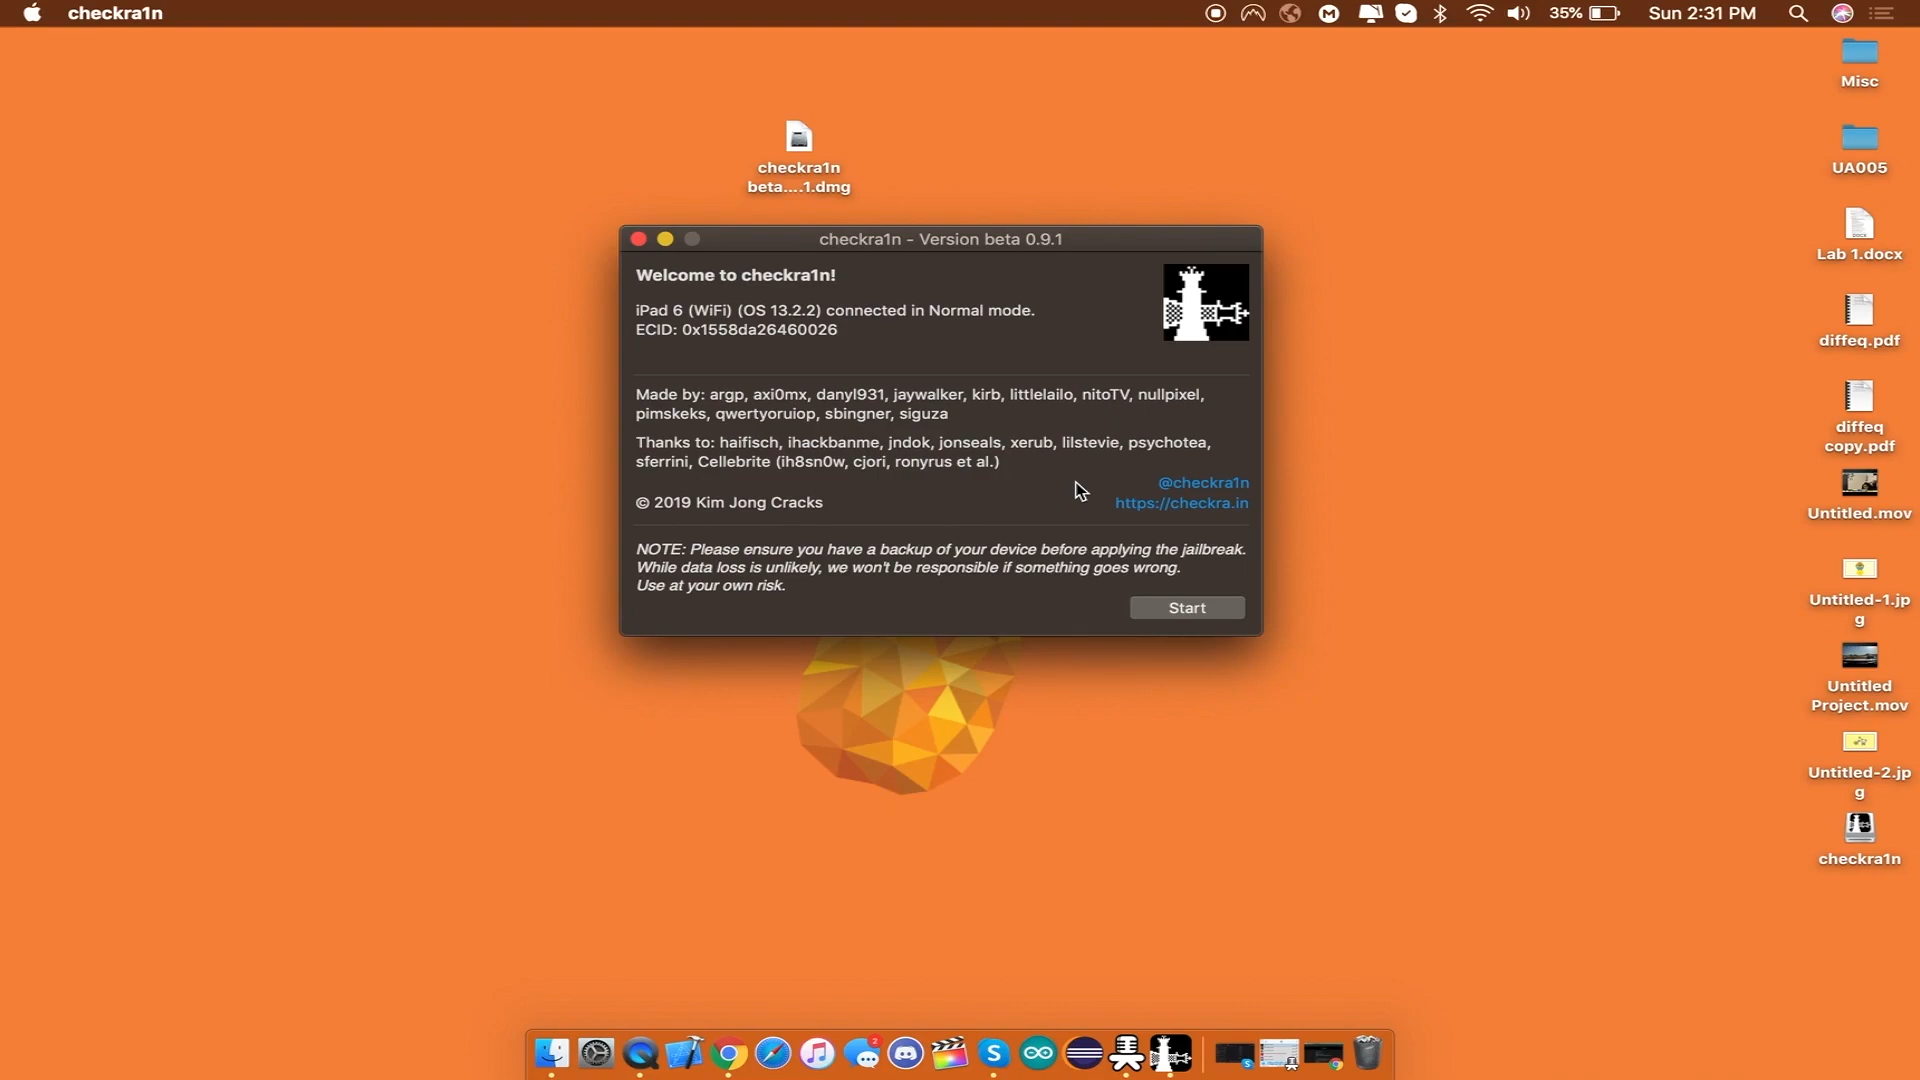 checkra1n
35%
Sun 2:31 PM
Misc
checkra1n
beta....1.dmg
UA005
Lab 1.docx
checkra1n - Version beta 0.9.1
Welcome to checkra1n!
iPad 6 (WiFi) (OS 13.2.2) connected in Normal mode.
ECID: 0x1558da26460026
Made by: argp, axi0mx, danyl931, jaywalker, kirb, littlelailo, nitoTV, nullpixel,
pimskeks, qwertyoruiop, sbingner, siguza
Thanks to: haifisch, ihackbanme, jndok, jonseals, xerub, lilstevie, psychotea,
sferrini, Cellebrite (ih8sn0w, cjori, ronyrus et al.)
@checkra1n
© 2019 Kim Jong Cracks
https://checkra.in
NOTE: Please ensure you have a backup of your device before applying the jailbreak.
While data loss is unlikely, we won't be responsible if something goes wrong.
Use at your own risk.
Start
diffeq.pdf
diffeq
copy.pdf
Untitled.mov
Untitled-1.jp
g
Untitled
Project.mov
Untitled-2.jp
g
checkra1n
2